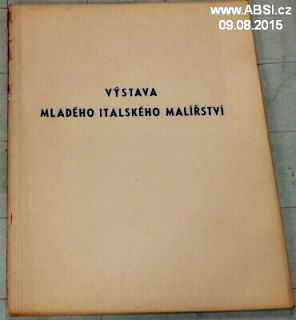 www.ABSI.cz
09.08.2015
VÝSTAVA
MLADÉHO ITALSKÉHO MALÍŘSTVÍ